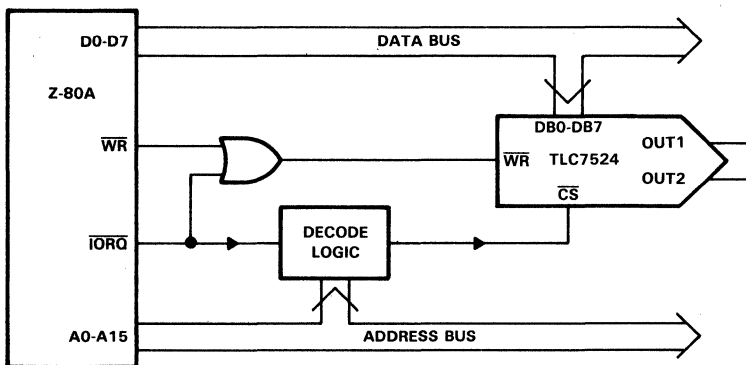 D0-D7
DATA BUS
Z-80A
DB0-DB7
WR
WR
TLC7524
OUT1
OUT2
CS
IORQ
DECODE
LOGIC
A0-A15
ADDRESS BUS